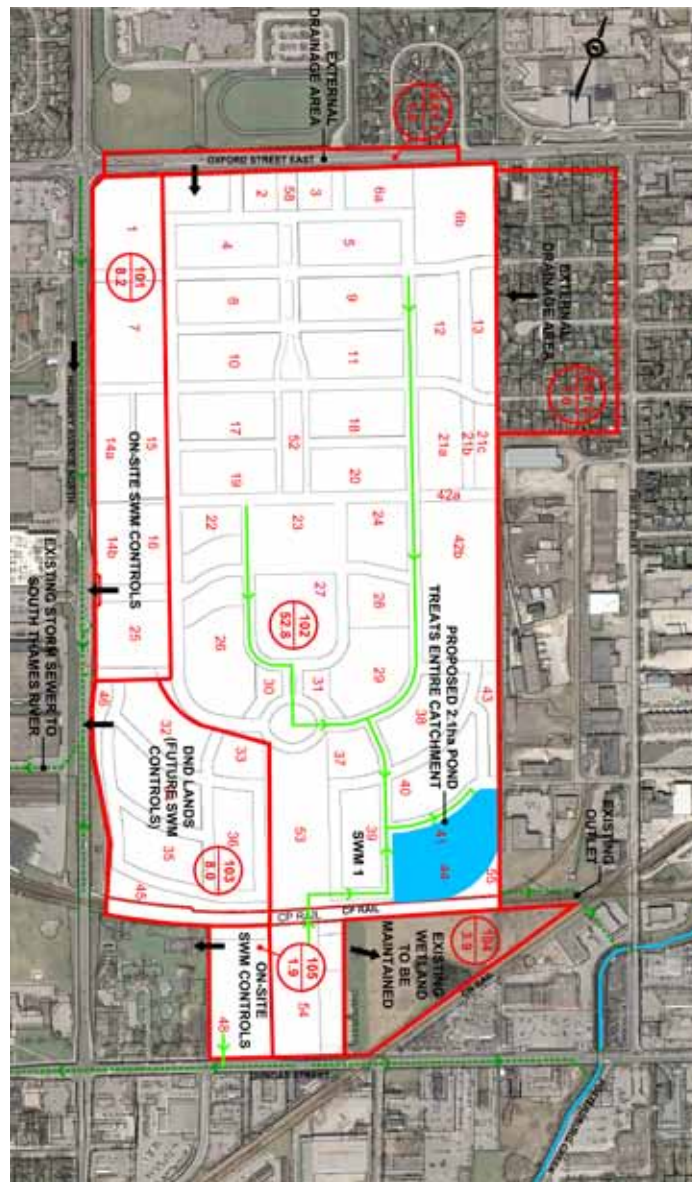 EXTERNAL
DRAINAGE AREA
OXFORD STREET EAST
EXTERNAL
DRAINAGE AREA
1
2
58
3
6a
6b
4
5
101
8.2
7
8
9
12
13
10
11
15
14a
17
52
18
21a
21b
21c
ON-SITE SWM CONTROLS
19
20
42a
16
14b
22
23
24
42b
25
26
27
28
102
52.8
29
30
31
PROPOSED 2.1ha POND
TREATS ENTIRE CATCHMENT
EXISTING STORM SEWER TO
SOUTH THAMES RIVER
46
32
33
37
38
43
DND LANDS
(FUTURE SWM
CONTROLS)
35
36
103
8.0
45
53
39
SWM 1
40
41
44
55
EXISTING
OUTLET
CP RAIL
CP RAIL
EXISTING
WETLAND
TO BE
MAINTAINED
104
3.9
CP RAIL
105
1.9
ON-SITE
SWM CONTROLS
48
54